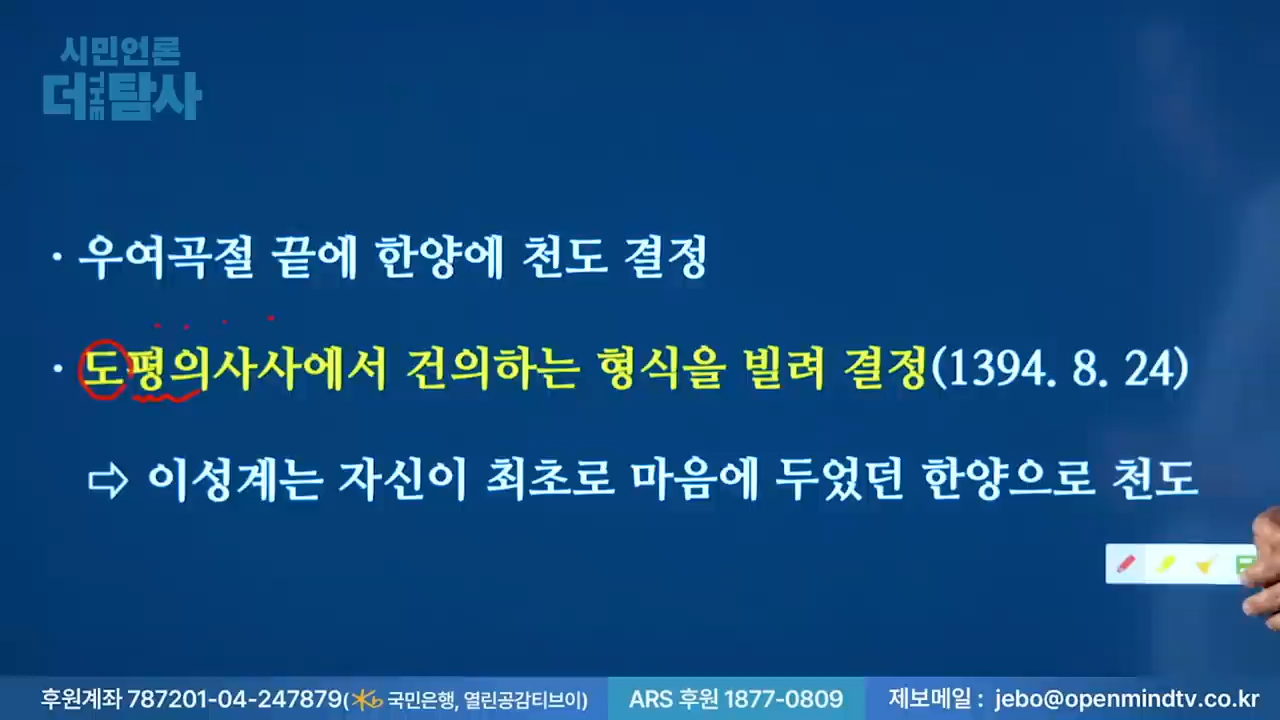 시민언론
더탐사
· 우여곡절 끝에 한양에 천도 결정
· 도평의사사에서 건의하는 형식을 빌려 결정(1394. 8. 24)
⇨ 이성계는 자신이 최초로 마음에 두었던 한양으로 천도
후원계좌 787201-04-247879(국민은행, 열린공감티브이) ARS 후원 1877-0809 제보메일 : jebo@openmindtv.co.kr